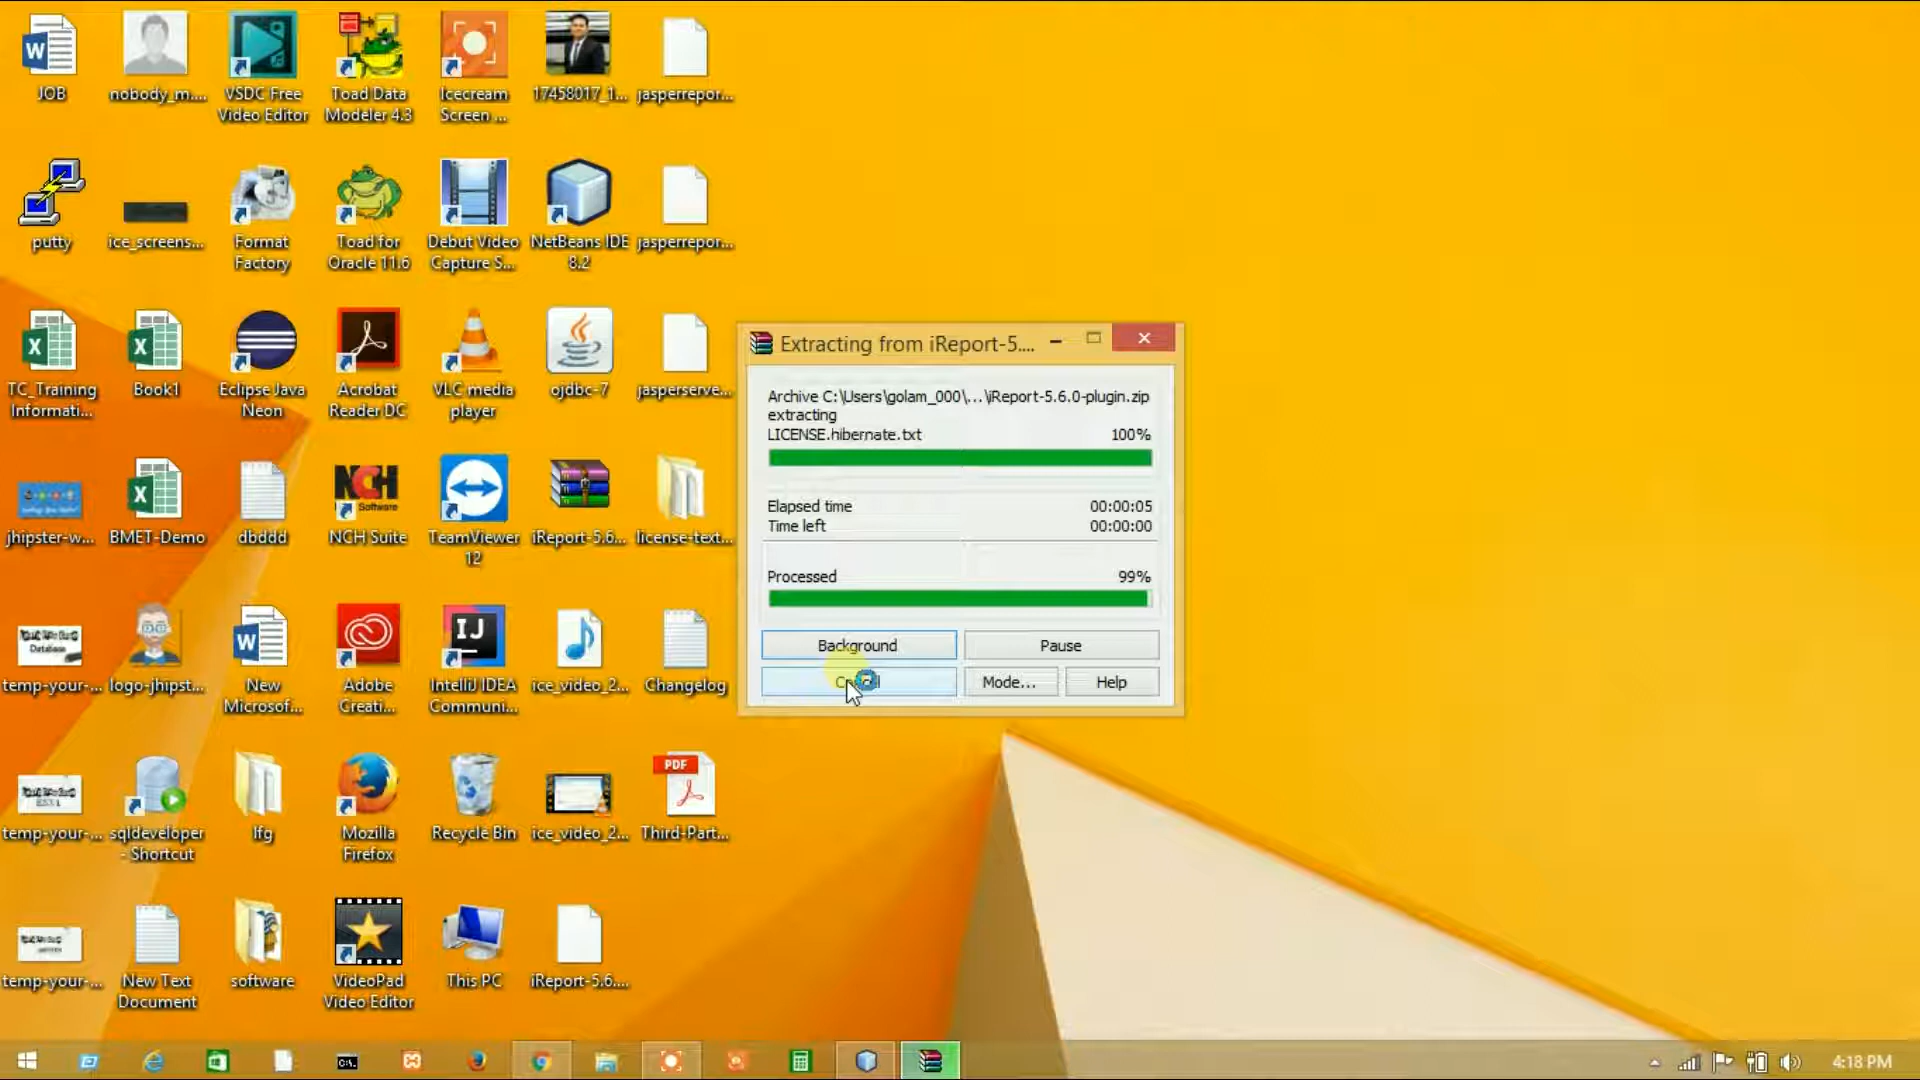 JOB
nobody_m....
VSDC Free
Video Editor
Toad Data
Modeler 4.3
Icecream
Screen ...
17458017_1...
jasperrepor...
putty
ice_screens...
Format
Factory
Toad for
Oracle 11.6
Debut Video
Capture S...
NetBeans IDE
8.2
jasperrepor...
TC_Training
Informati...
Book1
Eclipse Java
Neon
Acrobat
Reader DC
VLC media
player
ojdbc-7
jasperserve...
jhipster-w...
BMET-Demo
dbddd
NCH
Software
NCH Suite
TeamViewer
12
iReport-5.6...
license-text...
temp-your-...
logo-jhipst...
New
Microsof...
Adobe
Creati...
IJ
IntelliJ IDEA
Communi...
ice_video_2...
Changelog
temp-your-...
sqldeveloper
- Shortcut
lfg
Mozilla
Firefox
Recycle Bin
ice_video_2...
PDF
Third-Part...
temp-your-...
New Text
Document
software
VideoPad
Video Editor
This PC
iReport-5.6....
Extracting from iReport-5....
Archive C:\Users\golam_000\...\iReport-5.6.0-plugin.zip
extracting
LICENSE.hibernate.txt 100%
Elapsed time 00:00:05
Time left 00:00:00
Processed 99%
Background Pause
Mode... Help
4:18 PM